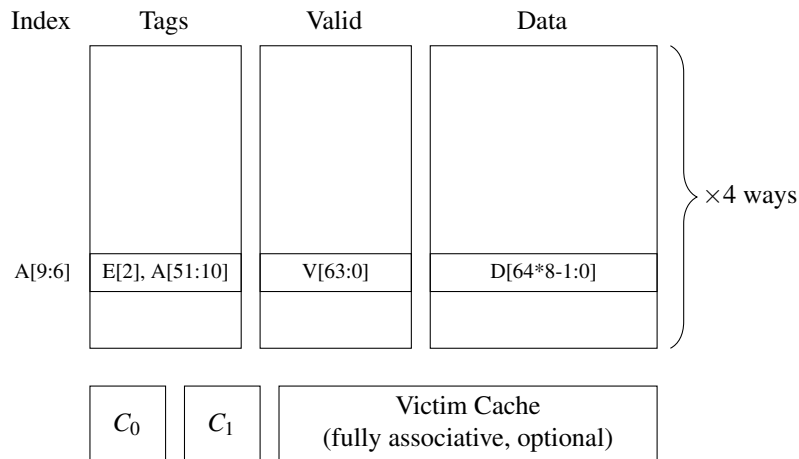 Index Tags Valid Data
×4 ways
A[9:6] E[2], A[51:10] V[63:0] D[64*8-1:0]
C₀ C₁ Victim Cache
(fully associative, optional)